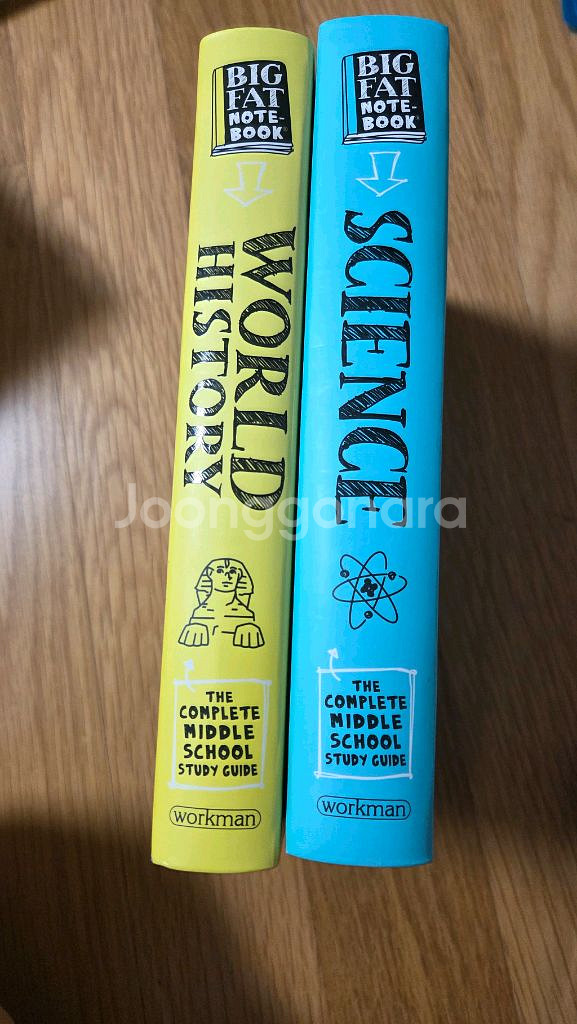 BIG
FAT
NOTE-
BOOK®
WORLD
HISTORY
THE
COMPLETE
MIDDLE
SCHOOL
STUDY GUIDE
workman
BIG
FAT
NOTE-
BOOK®
SCIENCE
THE
COMPLETE
MIDDLE
SCHOOL
STUDY GUIDE
workman
Joonggonara